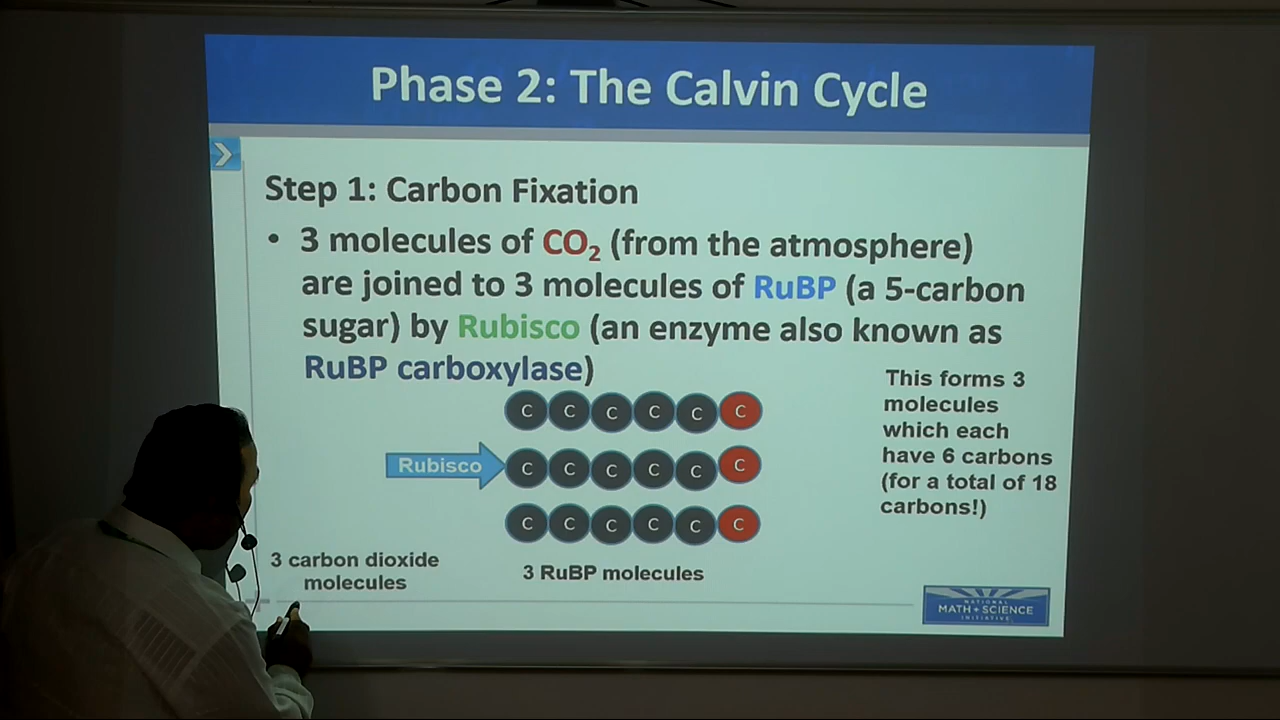 Phase 2: The Calvin Cycle
Step 1: Carbon Fixation
• 3 molecules of CO₂ (from the atmosphere)
are joined to 3 molecules of RuBP (a 5-carbon
sugar) by Rubisco (an enzyme also known as
RuBP carboxylase)
This forms 3
molecules
which each
have 6 carbons
(for a total of 18
carbons!)
C C C C C C
Rubisco
C C C C C C
C C C C C C
3 carbon dioxide
molecules
3 RuBP molecules
NATIONAL
MATH + SCIENCE
INITIATIVE